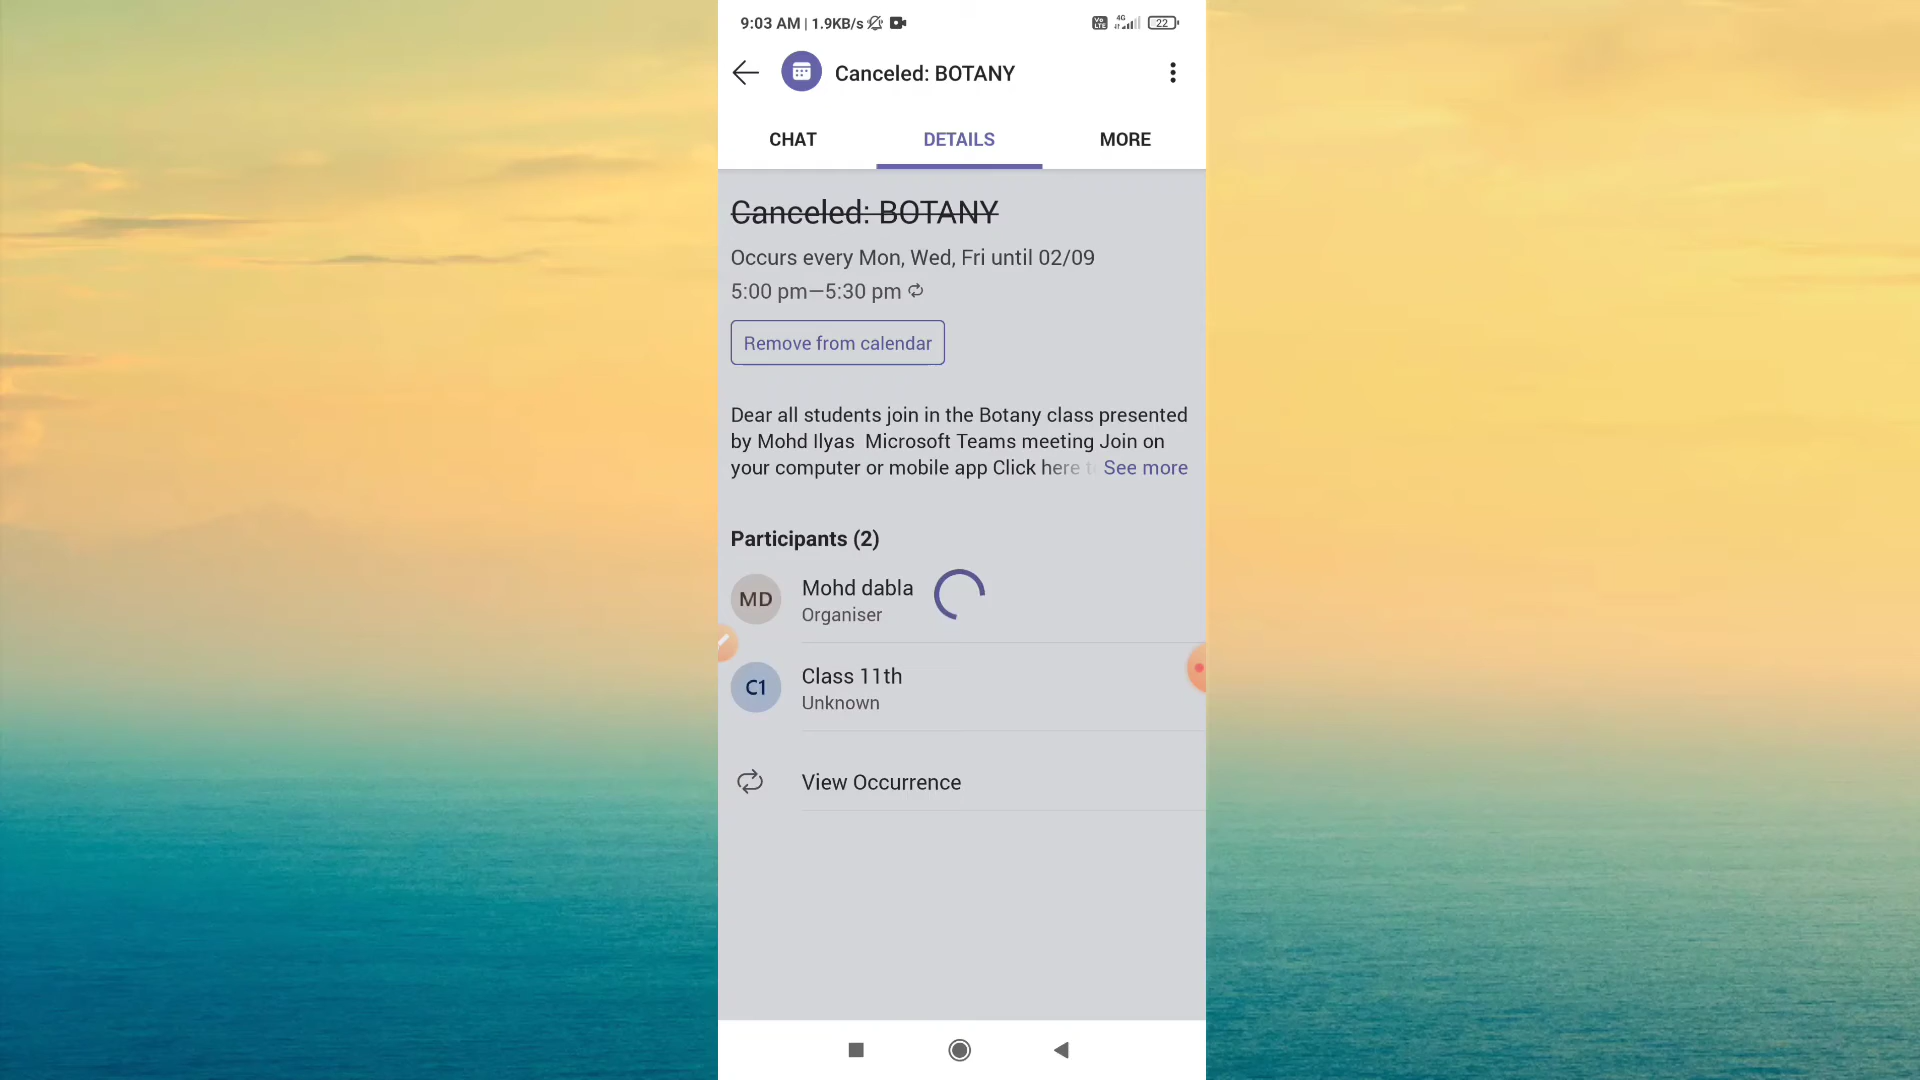 9:03 AM | 1.9KB/s
Vo LTE 4G 22
Canceled: BOTANY
CHAT DETAILS MORE
Canceled: BOTANY
Occurs every Mon, Wed, Fri until 02/09
5:00 pm—5:30 pm
Remove from calendar
Dear all students join in the Botany class presented
by Mohd Ilyas Microsoft Teams meeting Join on
your computer or mobile app Click here t See more
Participants (2)
MD Mohd dabla
Organiser
C1 Class 11th
Unknown
View Occurrence